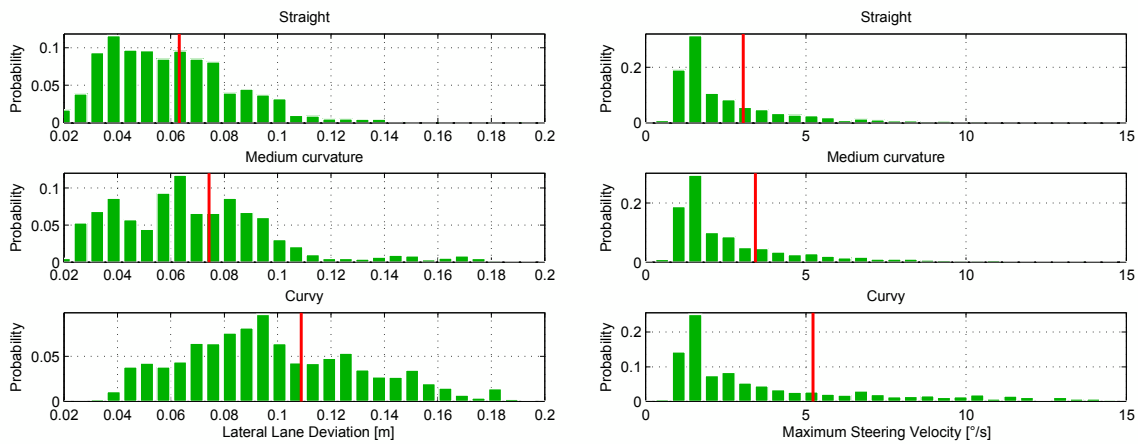 Straight
Probability
0.1
0.05
0
0.02 0.04 0.06 0.08 0.1 0.12 0.14 0.16 0.18 0.2
Medium curvature
Probability
0.1
0.05
0
0.02 0.04 0.06 0.08 0.1 0.12 0.14 0.16 0.18 0.2
Curvy
Probability
0.05
0
0.02 0.04 0.06 0.08 0.1 0.12 0.14 0.16 0.18 0.2
Lateral Lane Deviation [m]
Straight
Probability
0.2
0
0 5 10 15
Medium curvature
Probability
0.2
0
0 5 10 15
Curvy
Probability
0.2
0.1
0
0 5 10 15
Maximum Steering Velocity [°/s]